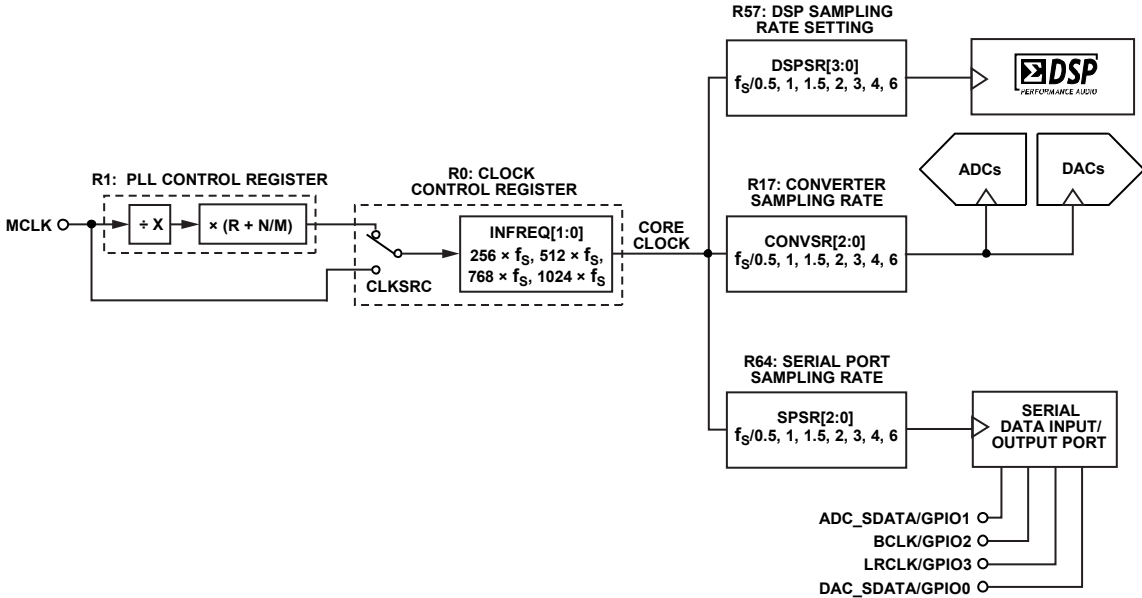 R57: DSP SAMPLING
RATE SETTING
DSPSR[3:0]
fS/0.5, 1, 1.5, 2, 3, 4, 6
DSP
PERFORMANCE AUDIO
R1: PLL CONTROL REGISTER
MCLK
÷ X
× (R + N/M)
R0: CLOCK
CONTROL REGISTER
CLKSRC
INFREQ[1:0]
256 × fS, 512 × fS,
768 × fS, 1024 × fS
CORE
CLOCK
R17: CONVERTER
SAMPLING RATE
CONVSR[2:0]
fS/0.5, 1, 1.5, 2, 3, 4, 6
ADCs
DACs
R64: SERIAL PORT
SAMPLING RATE
SPSR[2:0]
fS/0.5, 1, 1.5, 2, 3, 4, 6
SERIAL
DATA INPUT/
OUTPUT PORT
ADC_SDATA/GPIO1
BCLK/GPIO2
LRCLK/GPIO3
DAC_SDATA/GPIO0